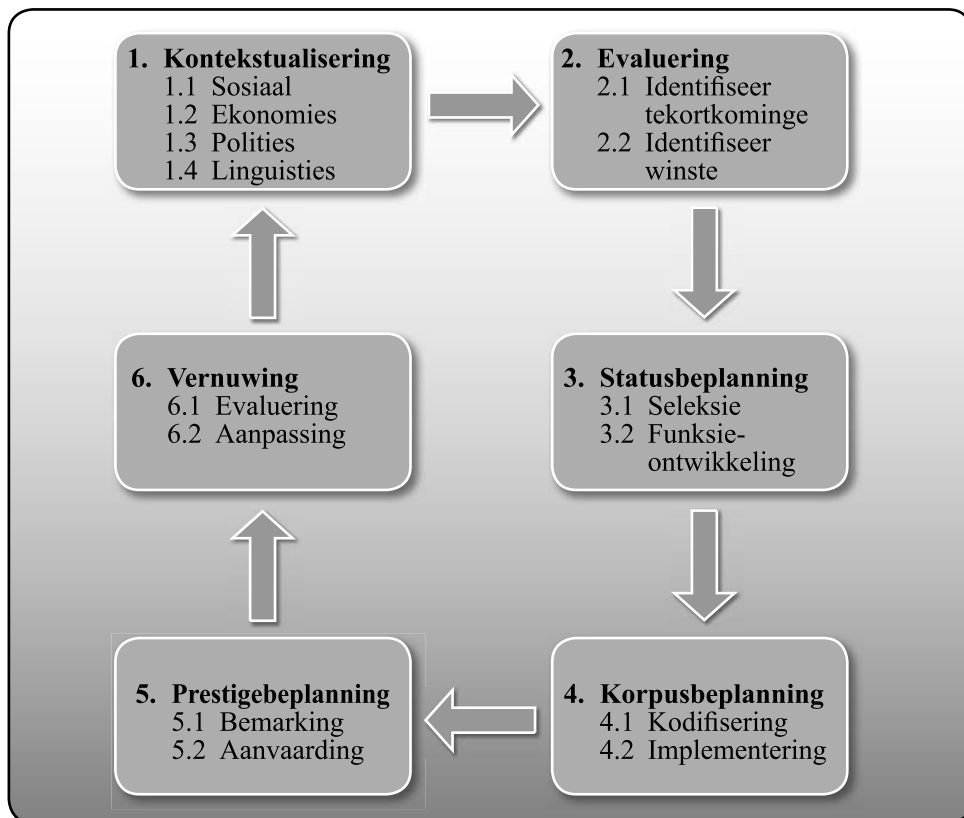 1. Kontekstualisering
1.1 Sosiaal
1.2 Ekonomies
1.3 Polities
1.4 Linguisties
2. Evaluering
2.1 Identifiseer
tekortkominge
2.2 Identifiseer
winste
3. Statusbeplanning
3.1 Seleksie
3.2 Funksie-
ontwikkeling
4. Korpusbeplanning
4.1 Kodifisering
4.2 Implementering
5. Prestigebeplanning
5.1 Bemarking
5.2 Aanvaarding
6. Vernuwing
6.1 Evaluering
6.2 Aanpassing